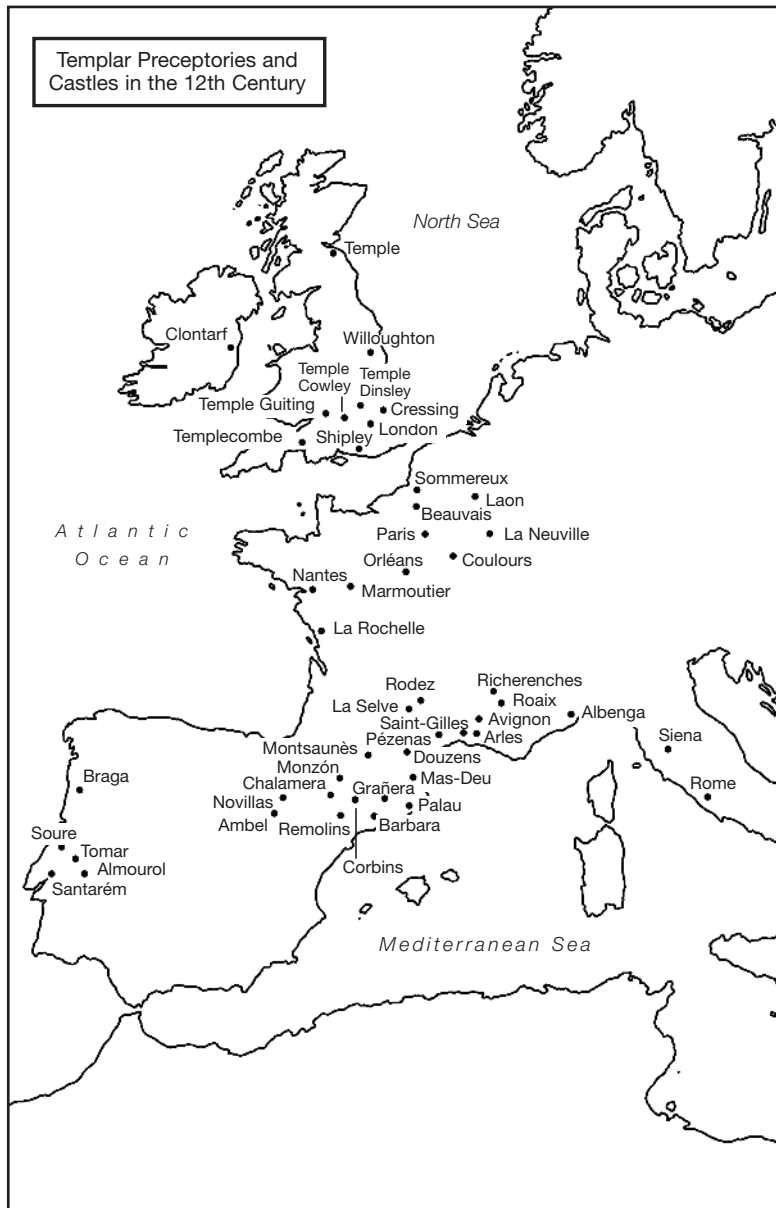 Templar Preceptories and
Castles in the 12th Century
North Sea
Temple
Clontarf
Willoughton
Temple
Cowley
Temple
Dinsley
Temple Guiting
Cressing
London
Templecombe
Shipley
Sommereux
Laon
Beauvais
Atlantic
Ocean
Paris
La Neuville
Orléans
Coulours
Nantes
Marmoutier
La Rochelle
Richerenches
Rodez
Roaix
La Selve
Avignon
Albenga
Saint-Gilles
Arles
Pézenas
Siena
Montsaunès
Douzens
Monzón
Mas-Deu
Braga
Chalamera
Grañera
Rome
Novillas
Palau
Ambel
Remolins
Barbara
Soure
Tomar
Corbins
Almourol
Santarém
Mediterranean Sea